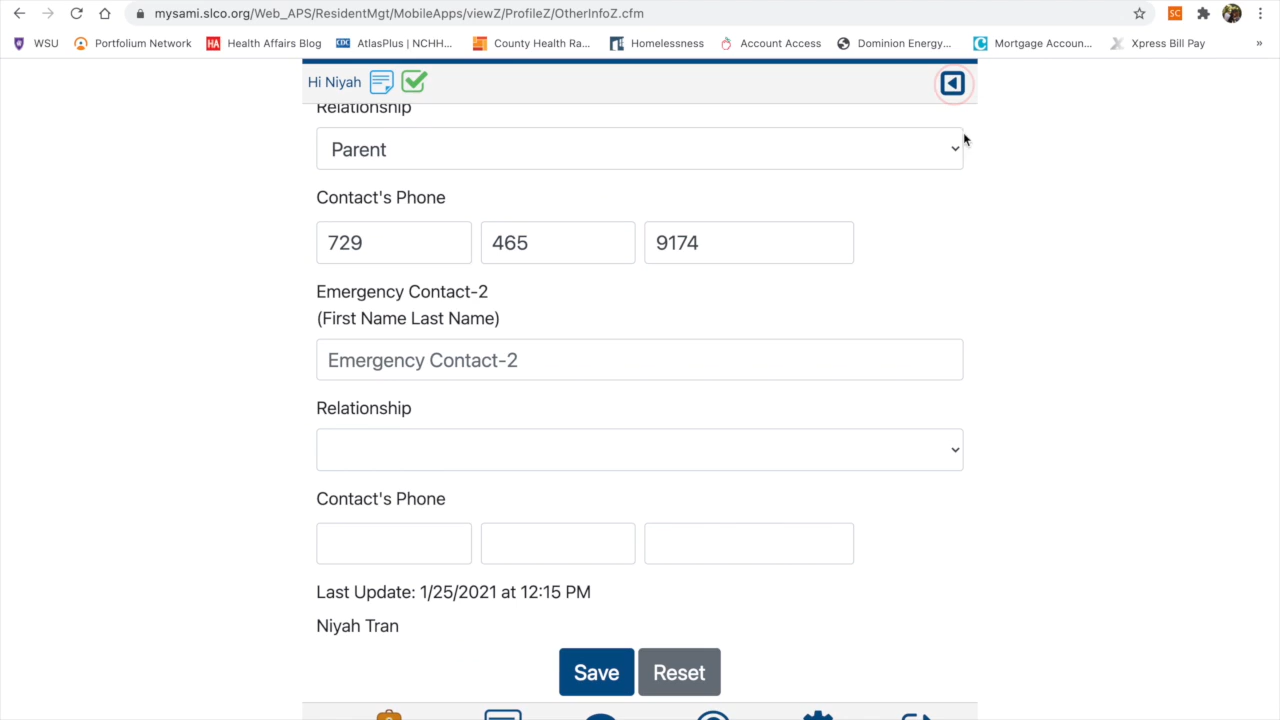 mysami.slco.org/Web_APS/ResidentMgt/MobileApps/viewZ/ProfileZ/OtherInfoZ.cfm SC
WSU Portfolium Network HA Health Affairs Blog CDC AtlasPlus | NCHH... County Health Ra... Homelessness Account Access Dominion Energy... Mortgage Accoun... Xpress Bill Pay »
Hi Niyah
Relationship
Parent
Contact's Phone
729 465 9174
Emergency Contact-2
(First Name Last Name)
Emergency Contact-2
Relationship
Contact's Phone
Last Update: 1/25/2021 at 12:15 PM
Niyah Tran
Save Reset